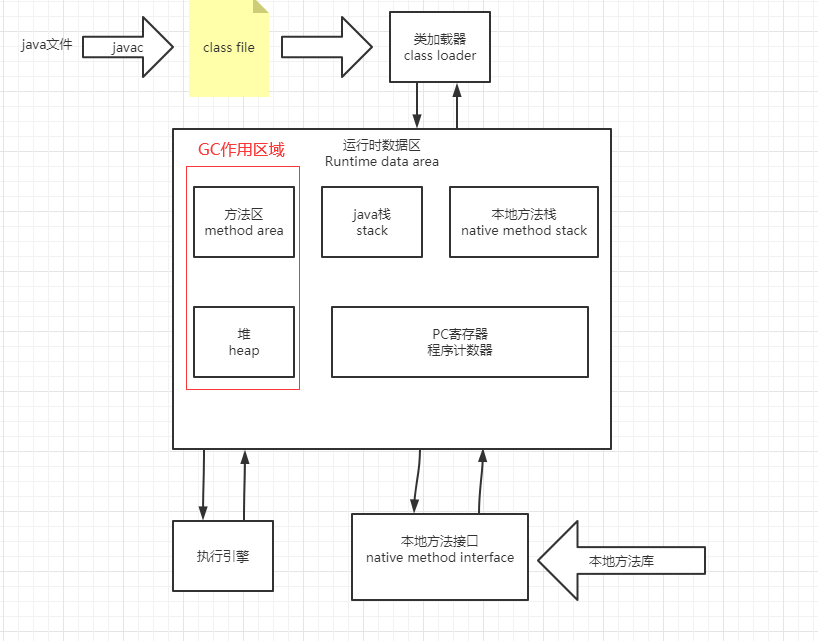 java文件
javac
class file
类加载器
class loader
GC作用区域
运行时数据区
Runtime data area
方法区
method area
java栈
stack
本地方法栈
native method stack
堆
heap
PC寄存器
程序计数器
执行引擎
本地方法接口
native method interface
本地方法库